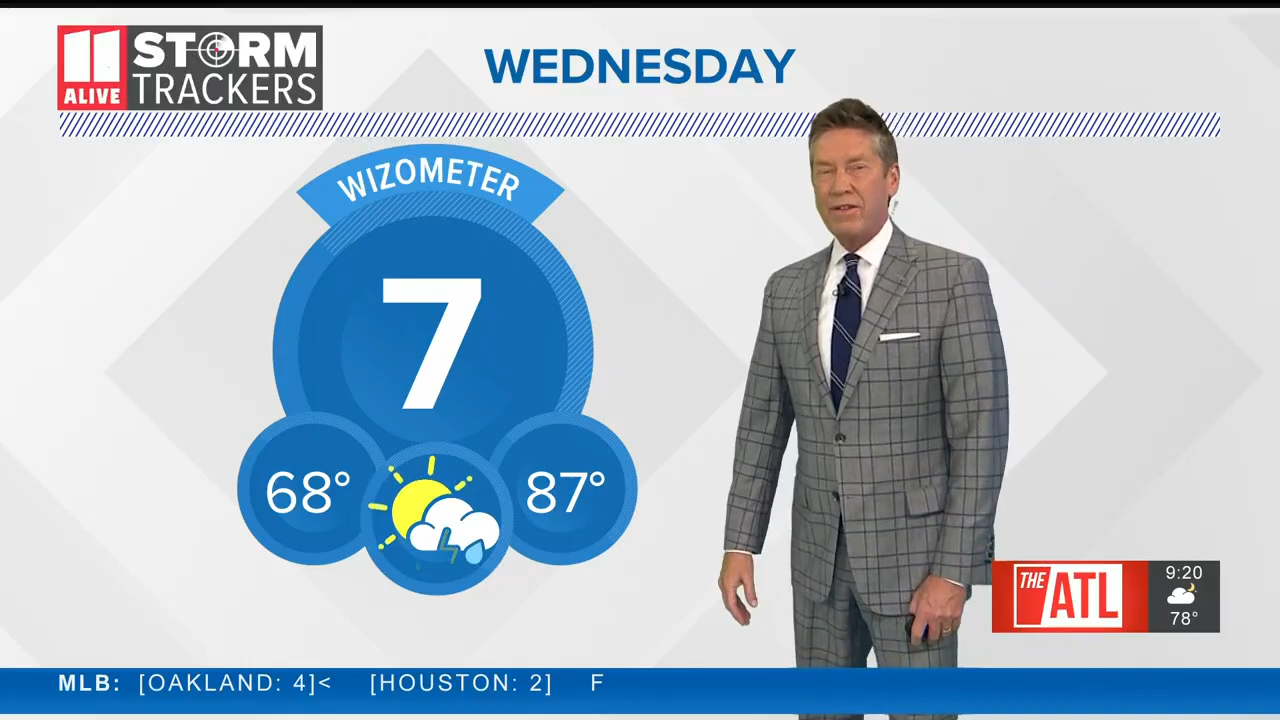 11
ALIVE
STORM
TRACKERS
WEDNESDAY
WIZOMETER
7
68°
87°
THE
ATL
9:20
78°
MLB: [OAKLAND: 4]< [HOUSTON: 2] F